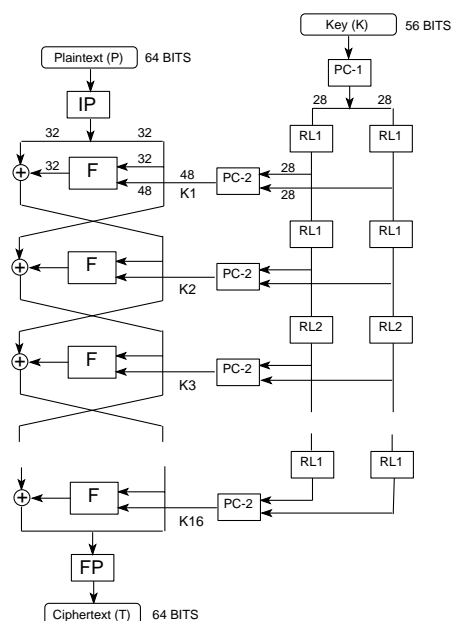 Key (K) 56 BITS
Plaintext (P) 64 BITS
PC-1
28 28
IP
RL1 RL1
32 32
32
F
32
48
48
K1
PC-2
28
28
RL1 RL1
F
K2
PC-2
RL2 RL2
F
K3
PC-2
RL1 RL1
F
K16
PC-2
FP
Ciphertext (T) 64 BITS